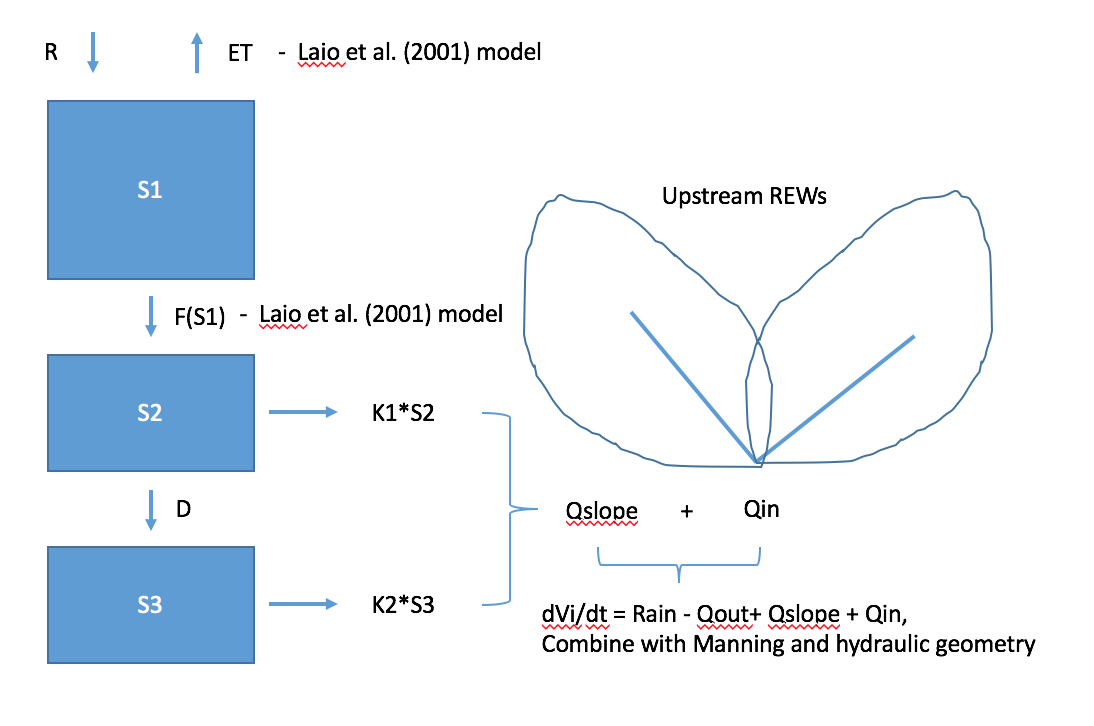 R
ET - Laio et al. (2001) model
S1
Upstream REWs
F(S1) - Laio et al. (2001) model
S2
K1*S2
D
Qslope + Qin
S3
K2*S3
dVi/dt = Rain - Qout+ Qslope + Qin,
Combine with Manning and hydraulic geometry